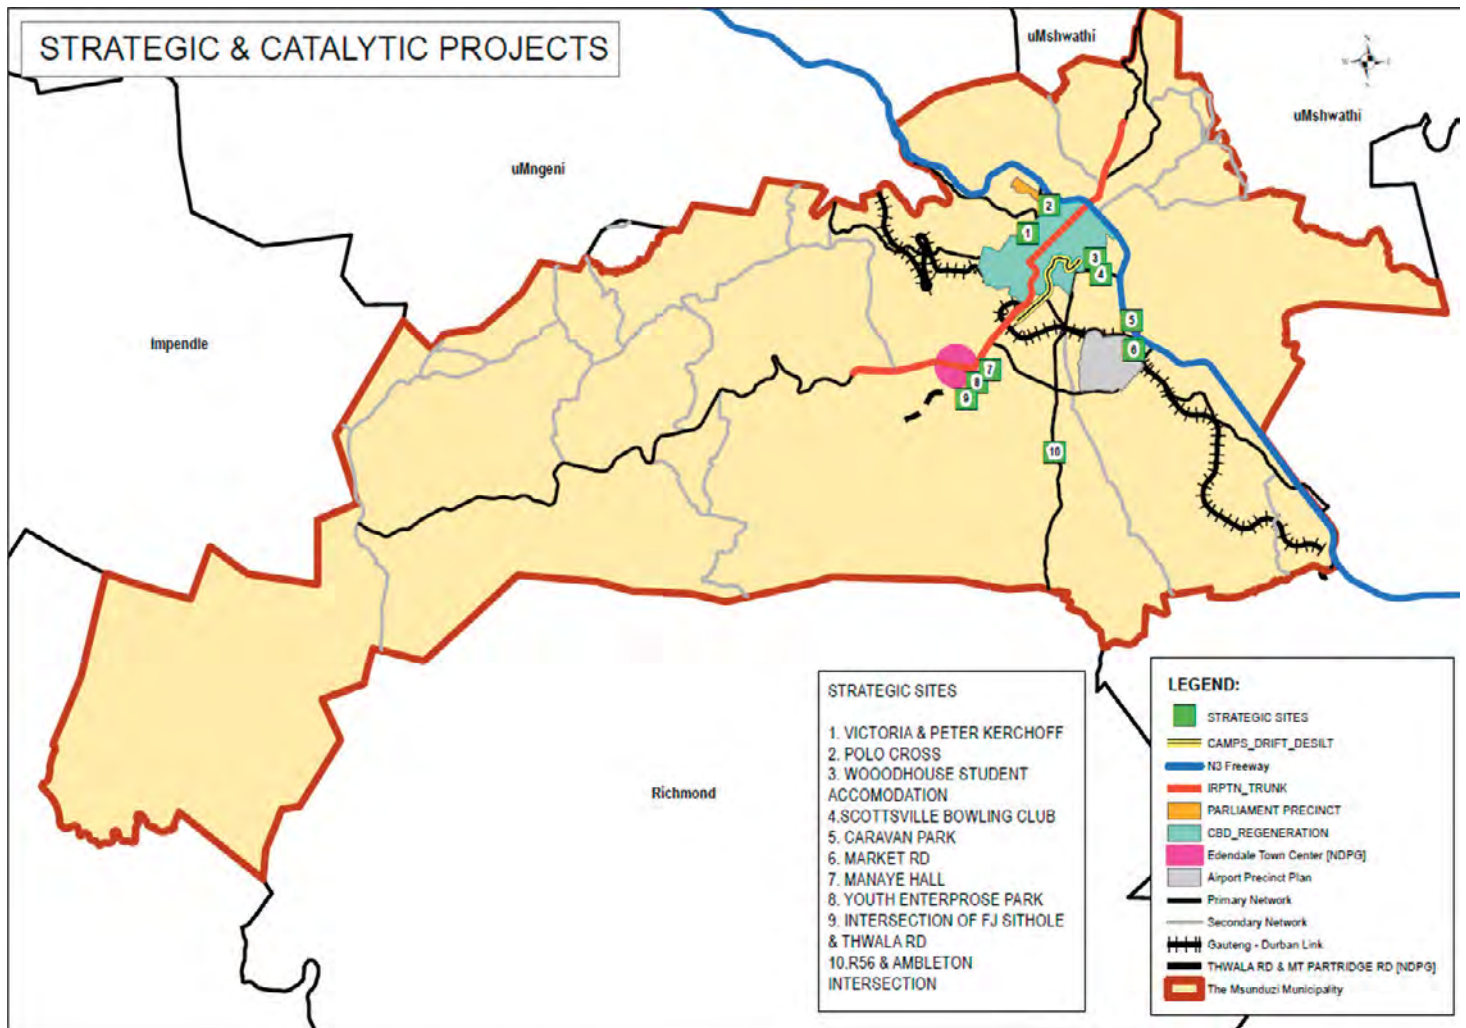 STRATEGIC & CATALYTIC PROJECTS
uMshwathi
N
E
uMshwathi
uMngeni
2
1
3
4
Impendle
5
6
7
8
9
10
Richmond
STRATEGIC SITES
1. VICTORIA & PETER KERCHOFF
2. POLO CROSS
3. WOOODHOUSE STUDENT
ACCOMODATION
4.SCOTTSVILLE BOWLING CLUB
5. CARAVAN PARK
6. MARKET RD
7. MANAYE HALL
8. YOUTH ENTERPROSE PARK
9. INTERSECTION OF FJ SITHOLE
& THWALA RD
10.R56 & AMBLETON
INTERSECTION
LEGEND:
STRATEGIC SITES
CAMPS_DRIFT_DESILT
N3 Freeway
IRPTN_TRUNK
PARLIAMENT PRECINCT
CBD_REGENERATION
Edendale Town Center [NDPG]
Airport Precinct Plan
Primary Network
Secondary Network
Gauteng - Durban Link
THWALA RD & MT PARTRIDGE RD [NDPG]
The Msunduzi Municipality